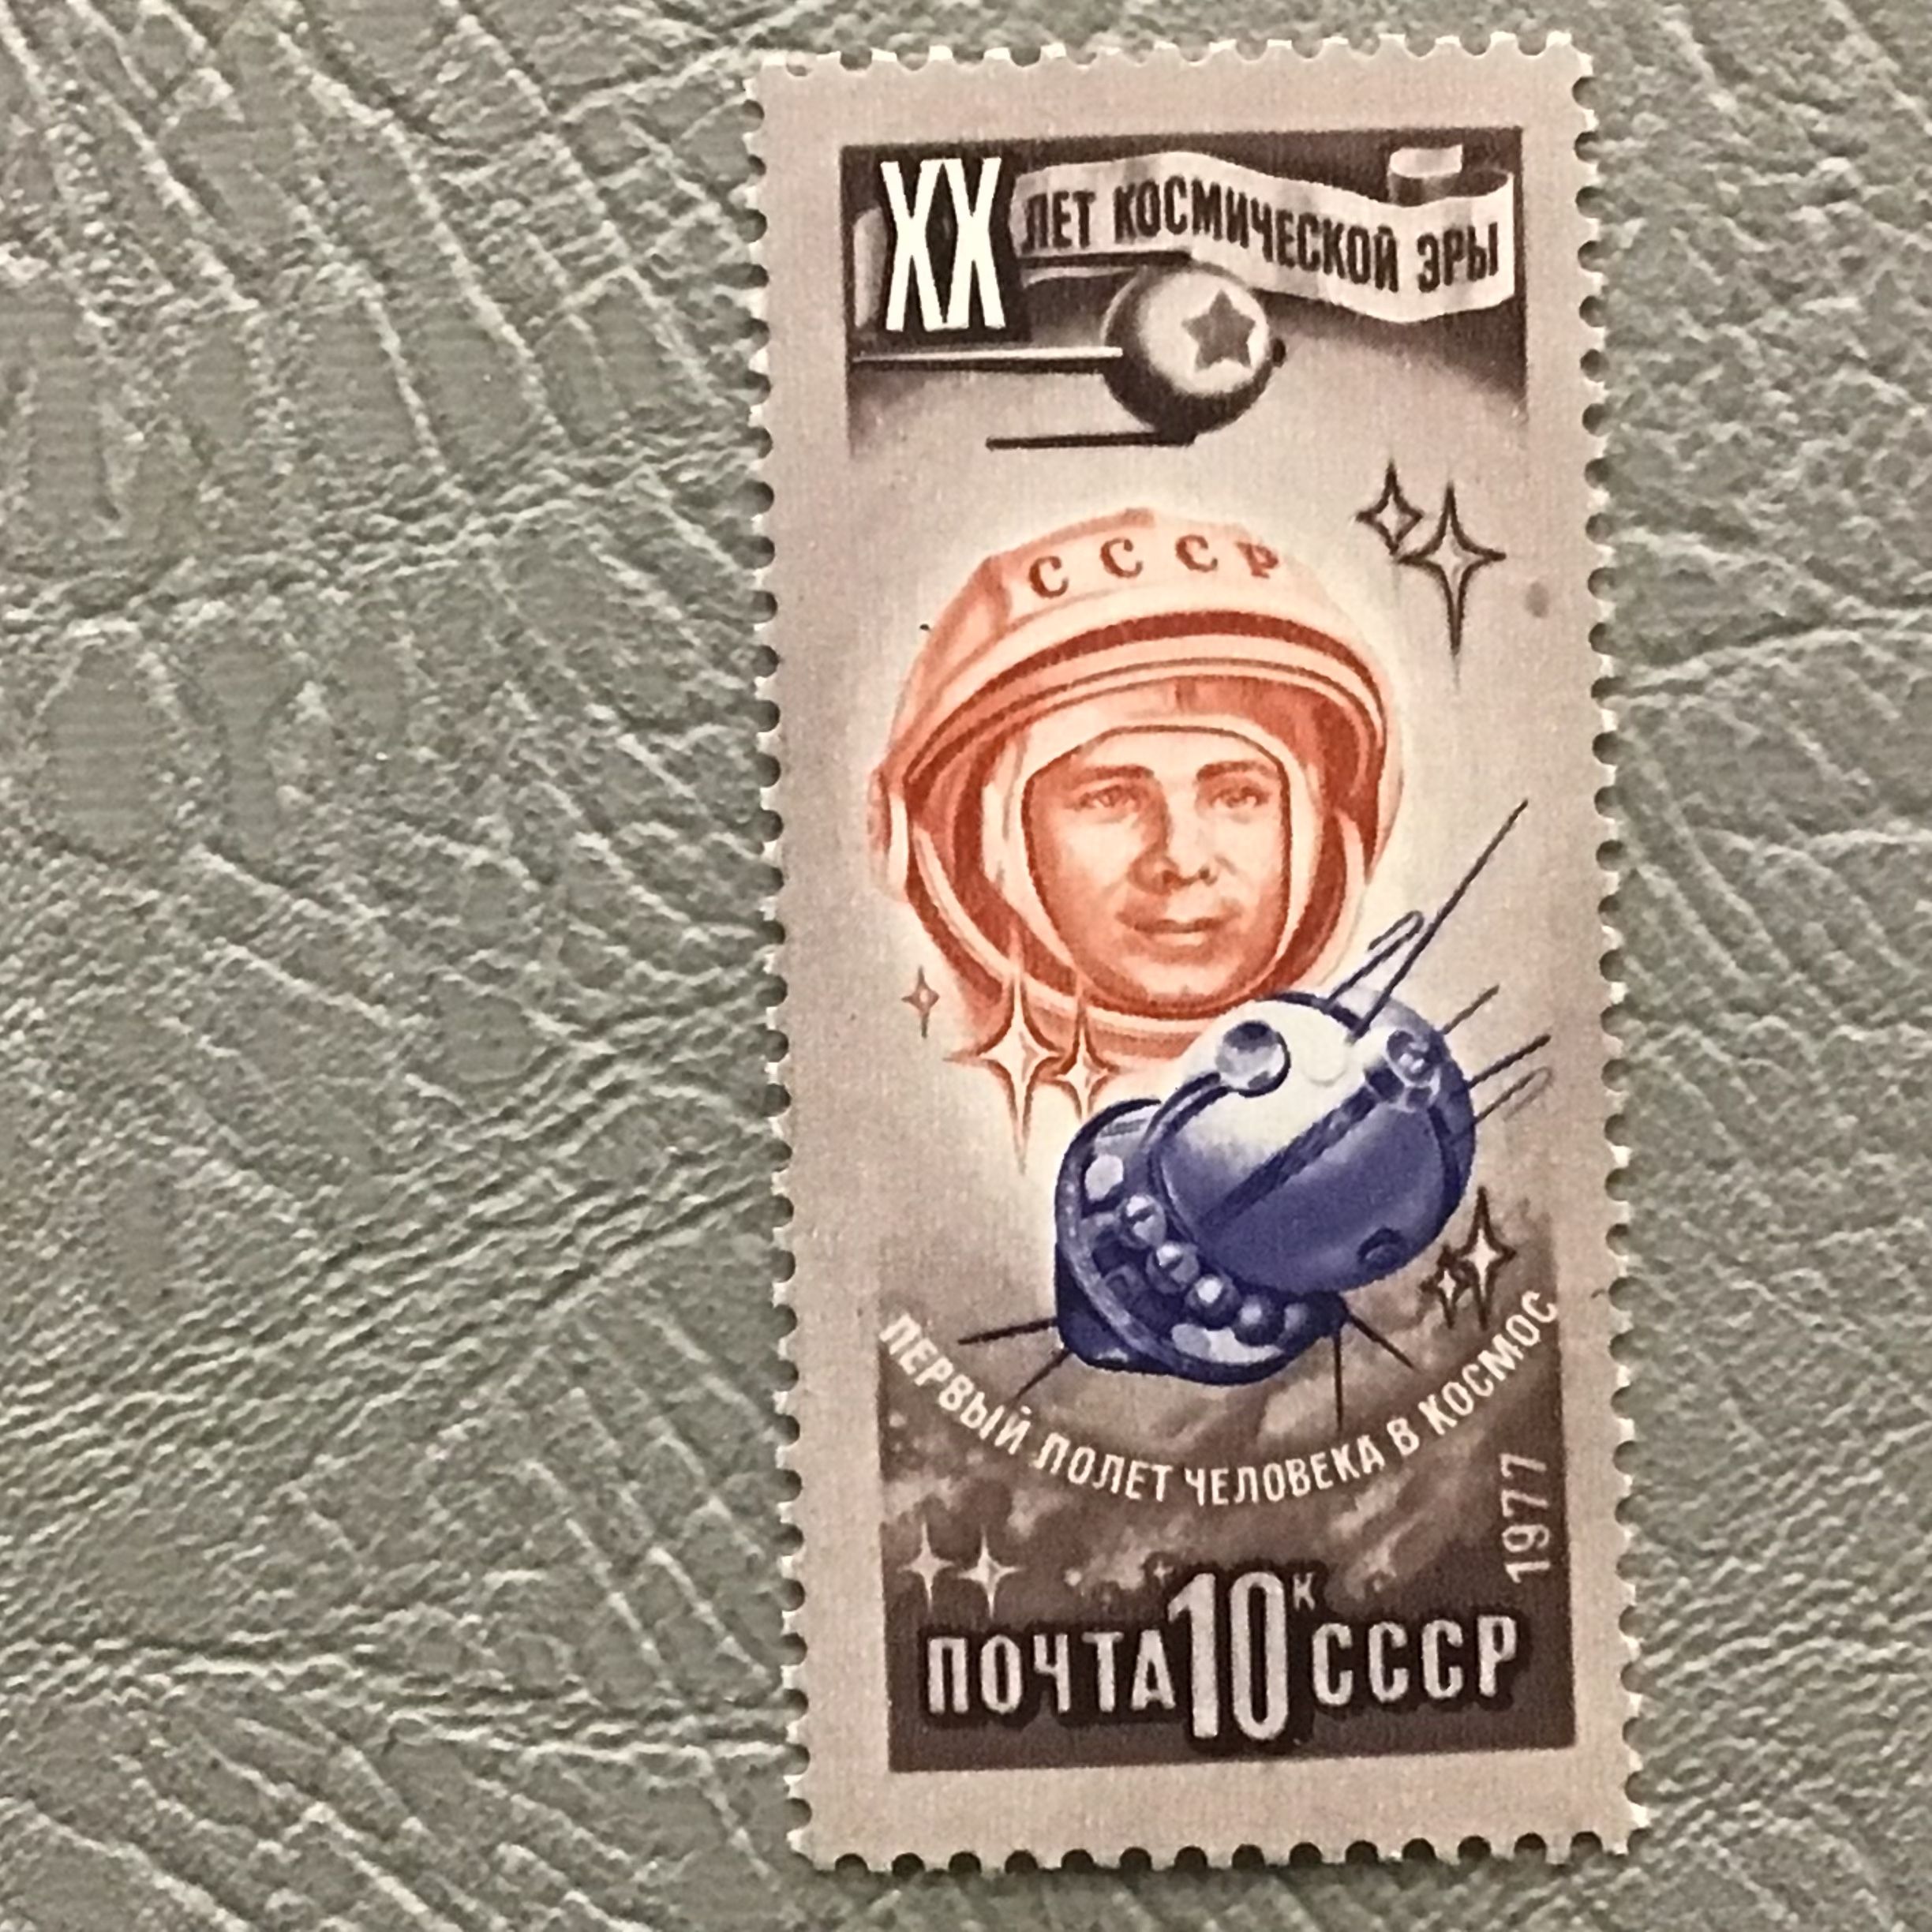 XX ЛЕТ КОСМИЧЕСКОЙ ЭРЫ
СССР
ПЕРВЫЙ ПОЛЕТ ЧЕЛОВЕКА В КОСМОС
1977
ПОЧТА 10к СССР